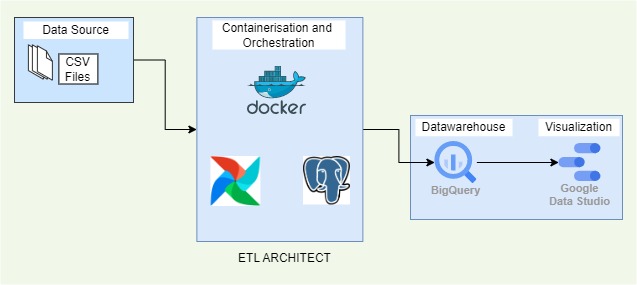 Data Source
CSV
Files
Containerisation and
Orchestration
docker
Datawarehouse
BigQuery
Visualization
Google
Data Studio
ETL ARCHITECT